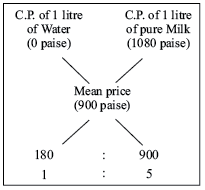 C.P. of 1 litre C.P. of 1 litre
of Water of pure Milk
(0 paise) (1080 paise)
Mean price
(900 paise)
180 : 900
1 : 5